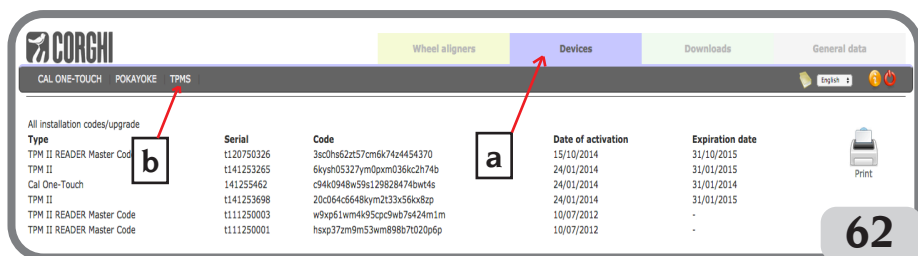 CORGHI
Wheel aligners Devices Downloads General data
CAL ONE-TOUCH POKAYOKE TPMS English
All installation codes/upgrade
Type Serial Code Date of activation Expiration date
TPM II READER Master Code t120750326 3sc0hs62zt57cm6k74z4454370 15/10/2014 31/10/2015
TPM II t141253265 6kysh05327ym0pxm036kc2h74b 24/01/2014 31/01/2015
Cal One-Touch 141255462 c94k0948w59s129828474bwt4s 24/01/2014 31/01/2014
TPM II t141253698 20c064c6648kym2t33x56kx8zp 24/01/2014 31/01/2015
TPM II READER Master Code t111250003 w9xp61wm4k95cpc9wb7s424m1m 10/07/2012 -
TPM II READER Master Code t111250001 hsxp37zm9m53wm898b7t020p6p 10/07/2012 -
Print
b
a
62